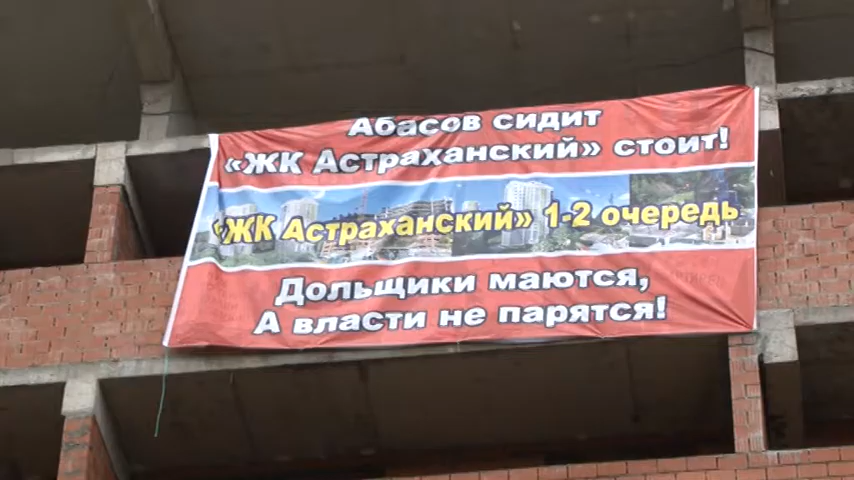 Абасов сидит
«ЖК Астраханский» стоит!
«ЖК Астраханский» 1-2 очередь
Дольщики маются,
А власти не парятся!